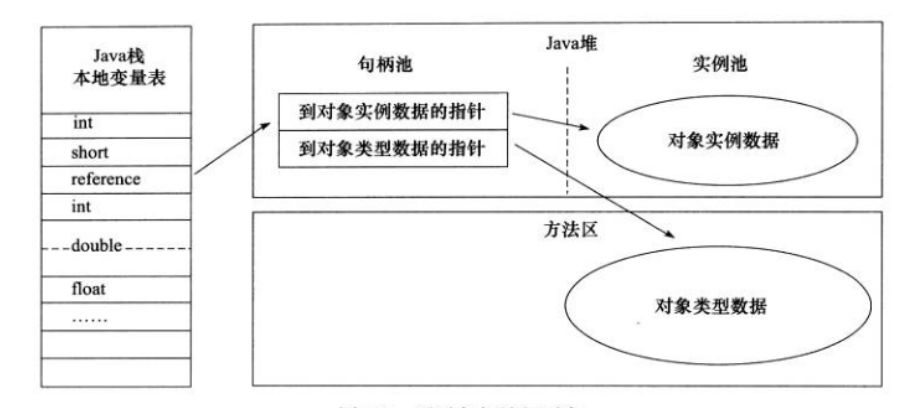 Java栈
本地变量表
int
short
reference
int
double
float
……
Java堆
句柄池
实例池
到对象实例数据的指针
到对象类型数据的指针
对象实例数据
方法区
对象类型数据